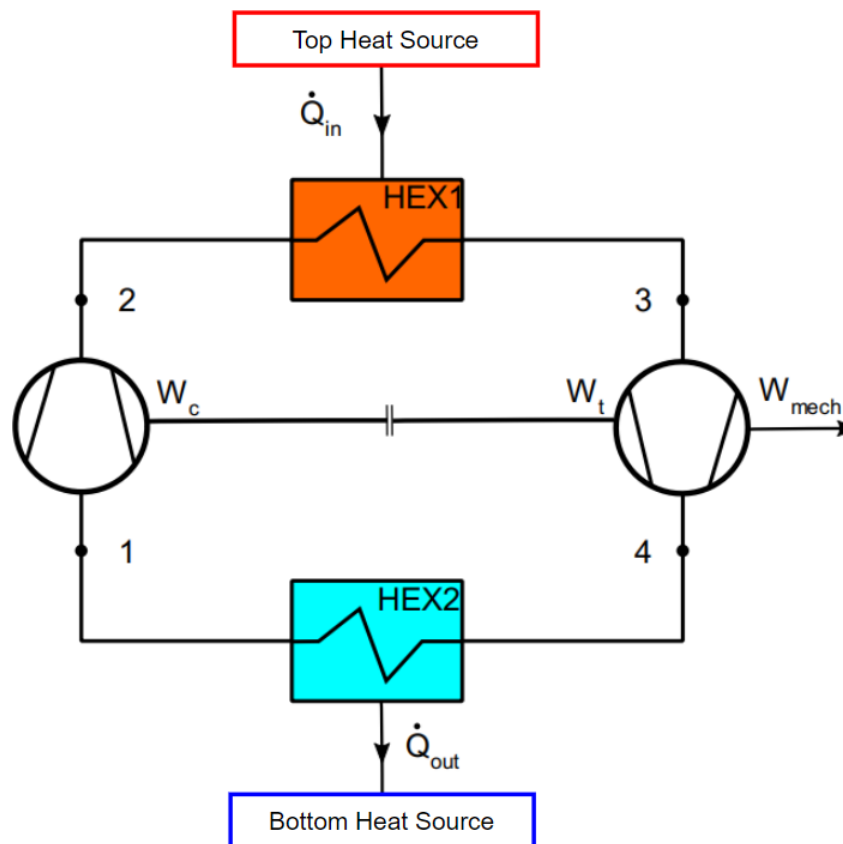 Top Heat Source
Q̇in
HEX1
2
3
Wc
Wt
Wmech
1
4
HEX2
Q̇out
Bottom Heat Source